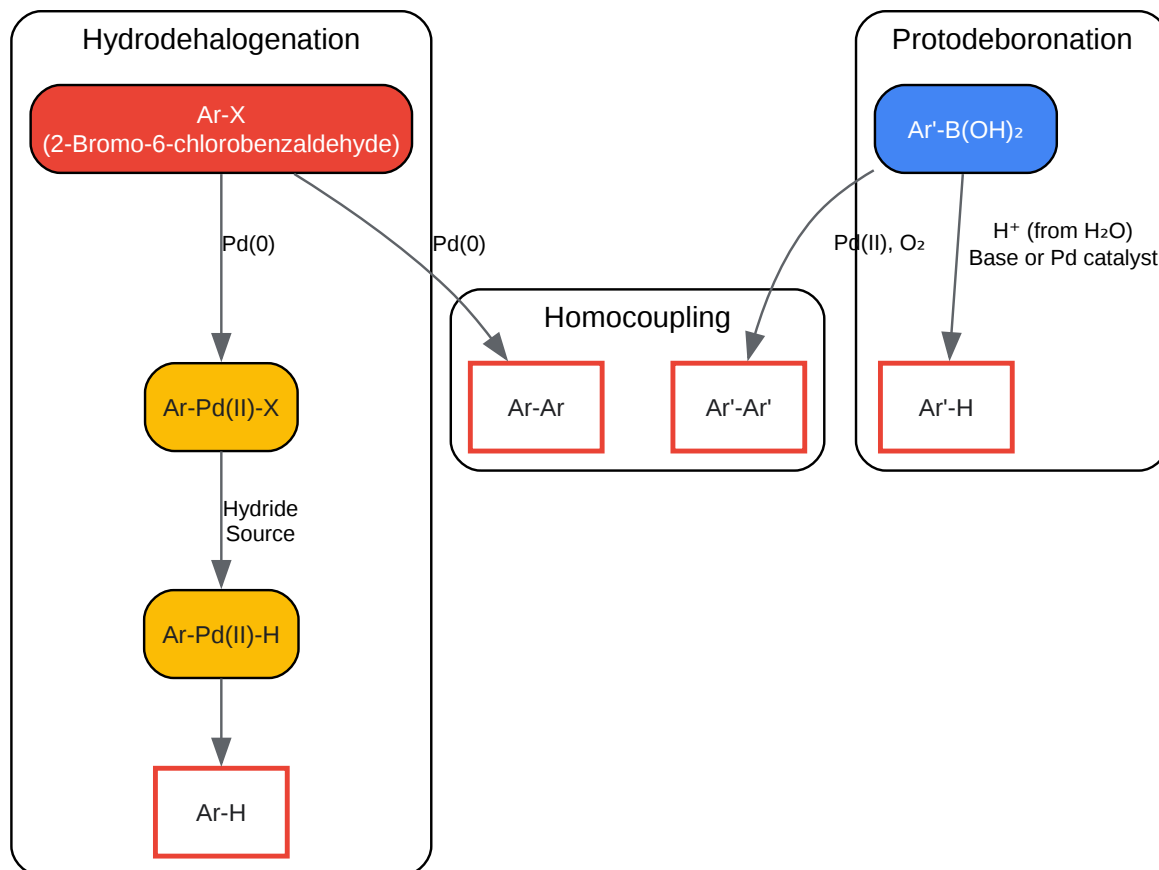 Hydrodehalogenation
Protodeboronation
Ar-X
(2-Bromo-6-chlorobenzaldehyde)
Ar'-B(OH)₂
Pd(0)
Pd(0)
Pd(II), O₂
H⁺ (from H₂O)
Base or Pd catalyst
Homocoupling
Ar-Pd(II)-X
Ar-Ar
Ar'-Ar'
Ar'-H
Hydride
Source
Ar-Pd(II)-H
Ar-H